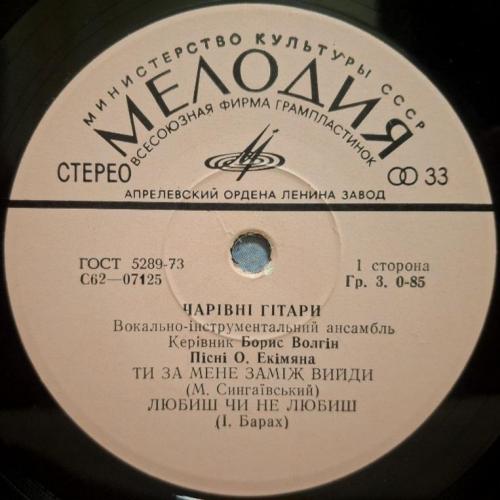 МИНИСТЕРСТВО КУЛЬТУРЫ СССР
МЕЛОДИЯ
ВСЕСОЮЗНАЯ ФИРМА ГРАМПЛАСТИНОК
СТЕРЕО 33
АПРЕЛЕВСКИЙ ОРДЕНА ЛЕНИНА ЗАВОД
ГОСТ 5289-73 1 сторона
С62—07125 Гр. 3. 0-85
ЧАРІВНІ ГІТАРИ
Вокально-інструментальний ансамбль
Керівник Борис Волгін
Пісні О. Екімяна
ТИ ЗА МЕНЕ ЗАМІЖ ВИЙДИ
(М. Сингаївський)
ЛЮБИШ ЧИ НЕ ЛЮБИШ
(І. Барах)